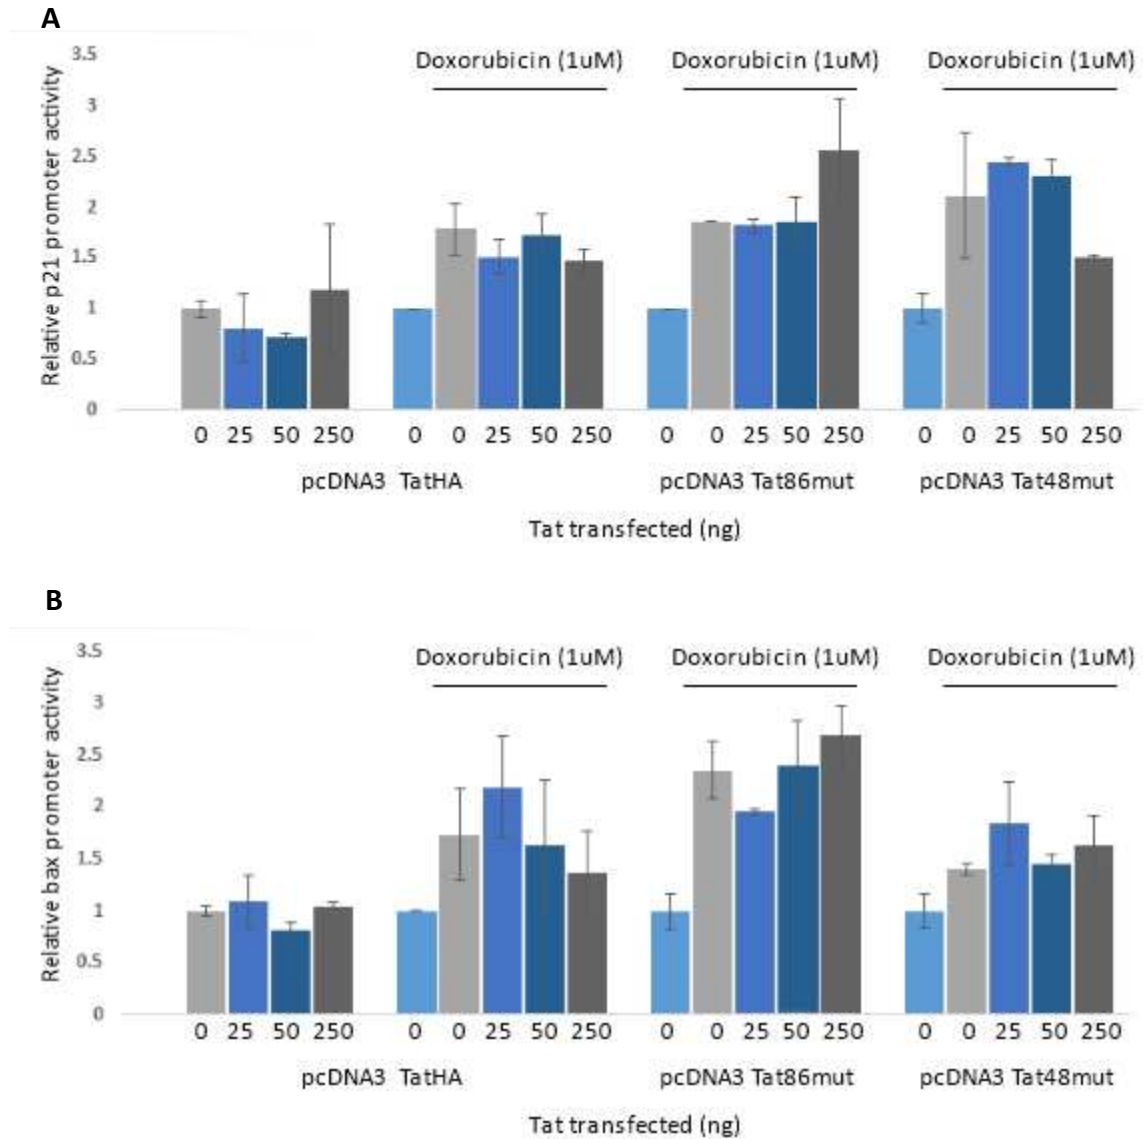 A
3.5
Doxorubicin (1uM) Doxorubicin (1uM) Doxorubicin (1uM)
3
2.5
2
1.5
1
0.5
0
Relative p21 promoter activity
0 25 50 250 0 0 25 50 250 0 0 25 50 250 0 0 25 50 250
pcDNA3 TatHA pcDNA3 Tat86mut pcDNA3 Tat48mut
Tat transfected (ng)
B
3.5
Doxorubicin (1uM) Doxorubicin (1uM) Doxorubicin (1uM)
3
2.5
2
1.5
1
0.5
0
Relative bax promoter activity
0 25 50 250 0 0 25 50 250 0 0 25 50 250 0 0 25 50 250
pcDNA3 TatHA pcDNA3 Tat86mut pcDNA3 Tat48mut
Tat transfected (ng)